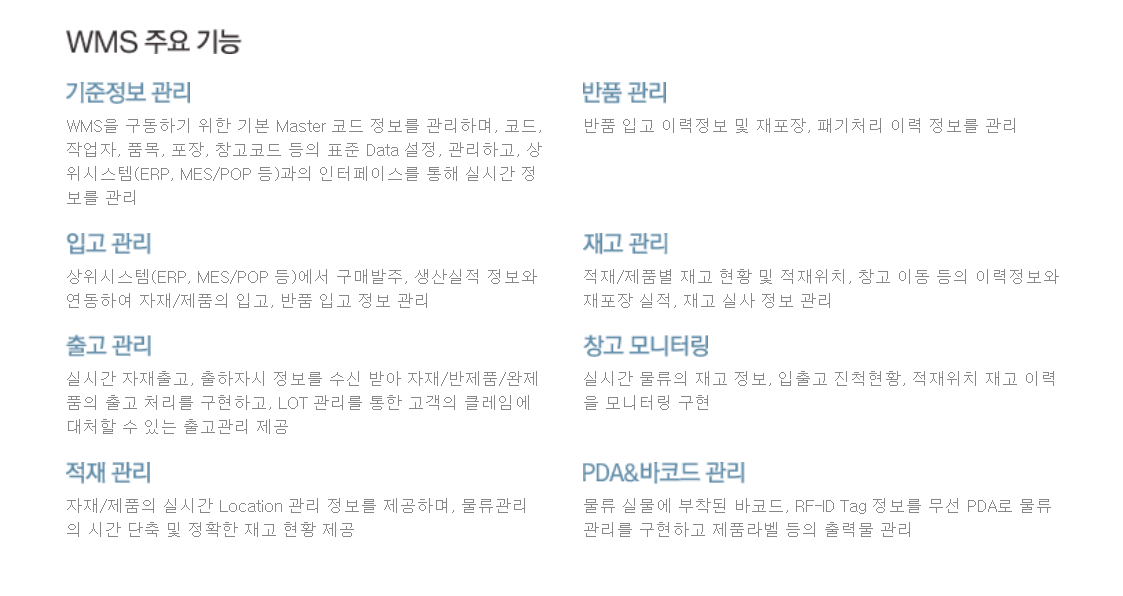 WMS 주요 기능
기준정보 관리
WMS을 구동하기 위한 기본 Master 코드 정보를 관리하며, 코드,
작업자, 품목, 포장, 창고코드 등의 표준 Data 설정, 관리하고, 상
위시스템(ERP, MES/POP 등)과의 인터페이스를 통해 실시간 정
보를 관리
반품 관리
반품 입고 이력정보 및 재포장, 폐기처리 이력 정보를 관리
입고 관리
상위시스템(ERP, MES/POP 등)에서 구매발주, 생산실적 정보와
연동하여 자재/제품의 입고, 반품 입고 정보 관리
재고 관리
적재/제품별 재고 현황 및 적재위치, 창고 이동 등의 이력정보와
재포장 실적, 재고 실사 정보 관리
출고 관리
실시간 자재출고, 출하자시 정보를 수신 받아 자재/반제품/완제
품의 출고 처리를 구현하고, LOT 관리를 통한 고객의 클레임에
대처할 수 있는 출고관리 제공
창고 모니터링
실시간 물류의 재고 정보, 입출고 진척현황, 적재위치 재고 이력
을 모니터링 구현
적재 관리
자재/제품의 실시간 Location 관리 정보를 제공하며, 물류관리
의 시간 단축 및 정확한 재고 현황 제공
PDA&바코드 관리
물류 실물에 부착된 바코드, RF-ID Tag 정보를 무선 PDA로 물류
관리를 구현하고 제품라벨 등의 출력물 관리